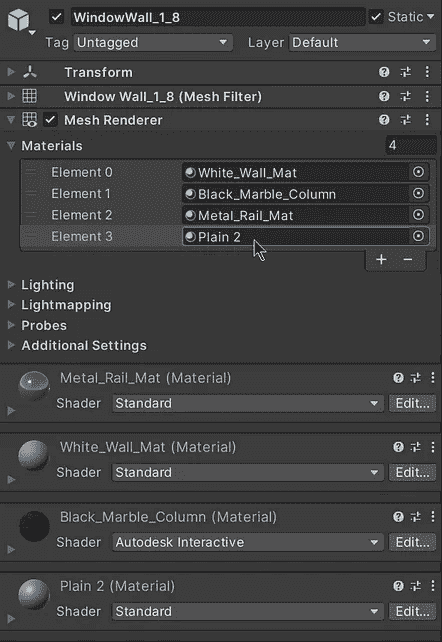 WindowWall_1_8 Static
Tag Untagged Layer Default
Transform
Window Wall_1_8 (Mesh Filter)
Mesh Renderer
Materials 4
Element 0 White_Wall_Mat
Element 1 Black_Marble_Column
Element 2 Metal_Rail_Mat
Element 3 Plain 2
+ −
Lighting
Lightmapping
Probes
Additional Settings
Metal_Rail_Mat (Material)
Shader Standard Edit...
White_Wall_Mat (Material)
Shader Standard Edit...
Black_Marble_Column (Material)
Shader Autodesk Interactive Edit...
Plain 2 (Material)
Shader Standard Edit...